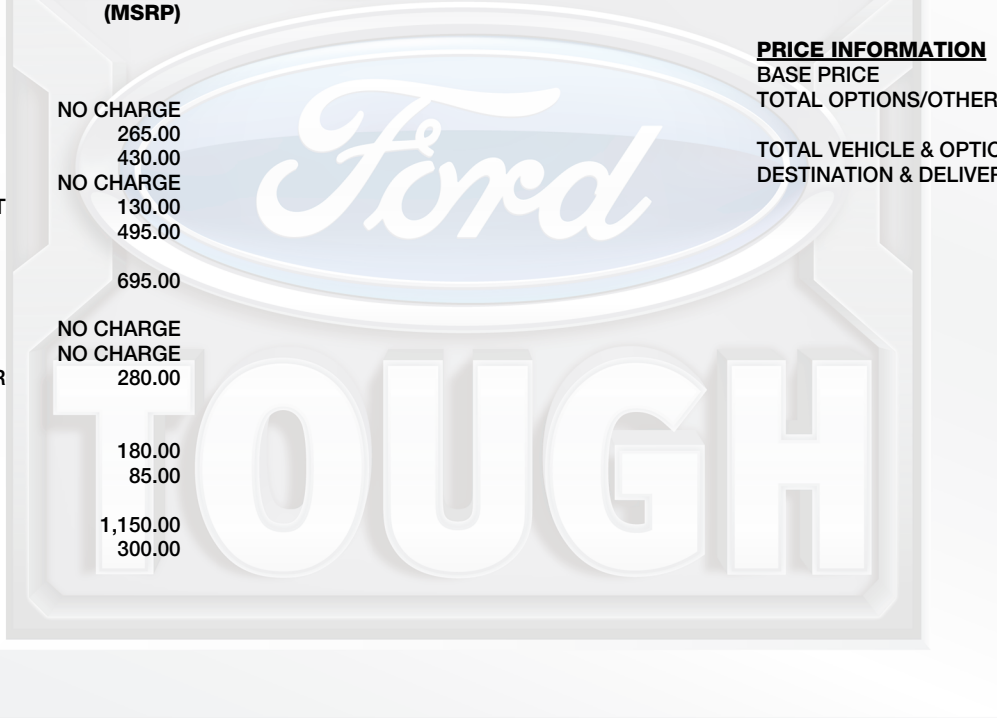 (MSRP)
NO CHARGE
265.00
430.00
NO CHARGE
T 130.00
495.00
695.00
NO CHARGE
NO CHARGE
R 280.00
180.00
85.00
1,150.00
300.00
PRICE INFORMATION
BASE PRICE
TOTAL OPTIONS/OTHER
TOTAL VEHICLE & OPTIO
DESTINATION & DELIVER
Ford
TOUGH